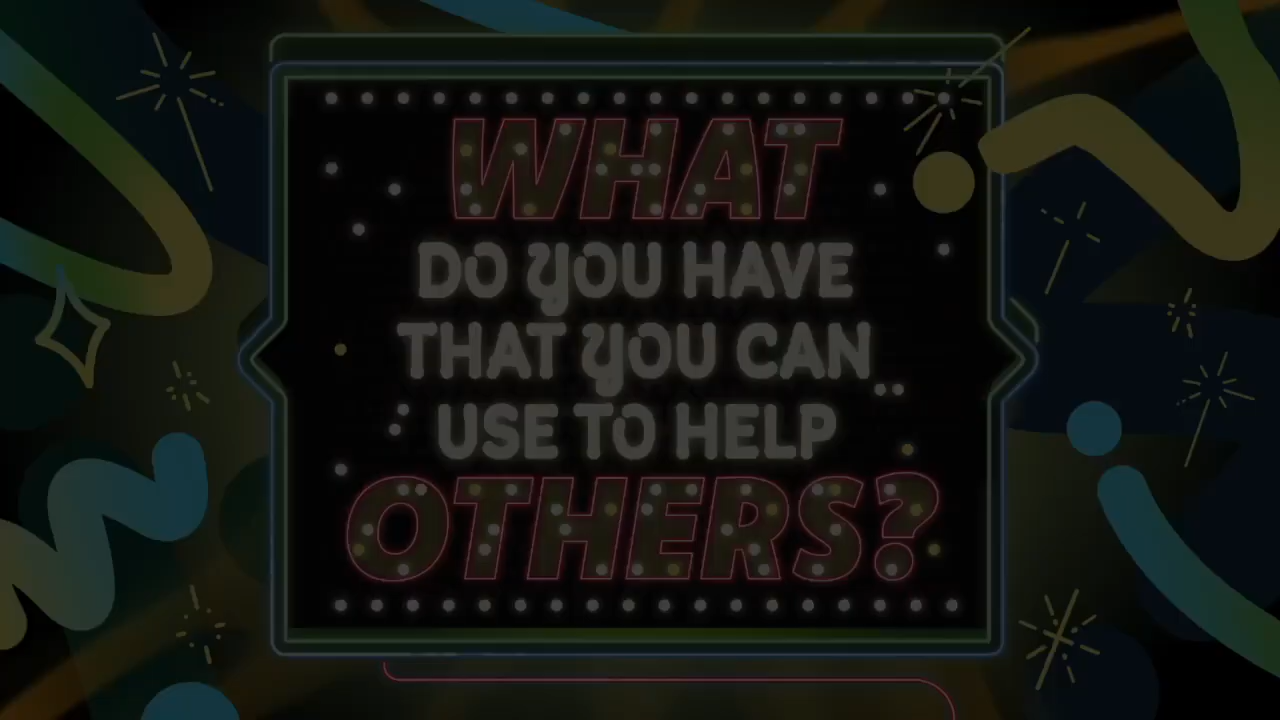 WHAT
DO YOU HAVE
THAT YOU CAN
USE TO HELP
OTHERS?